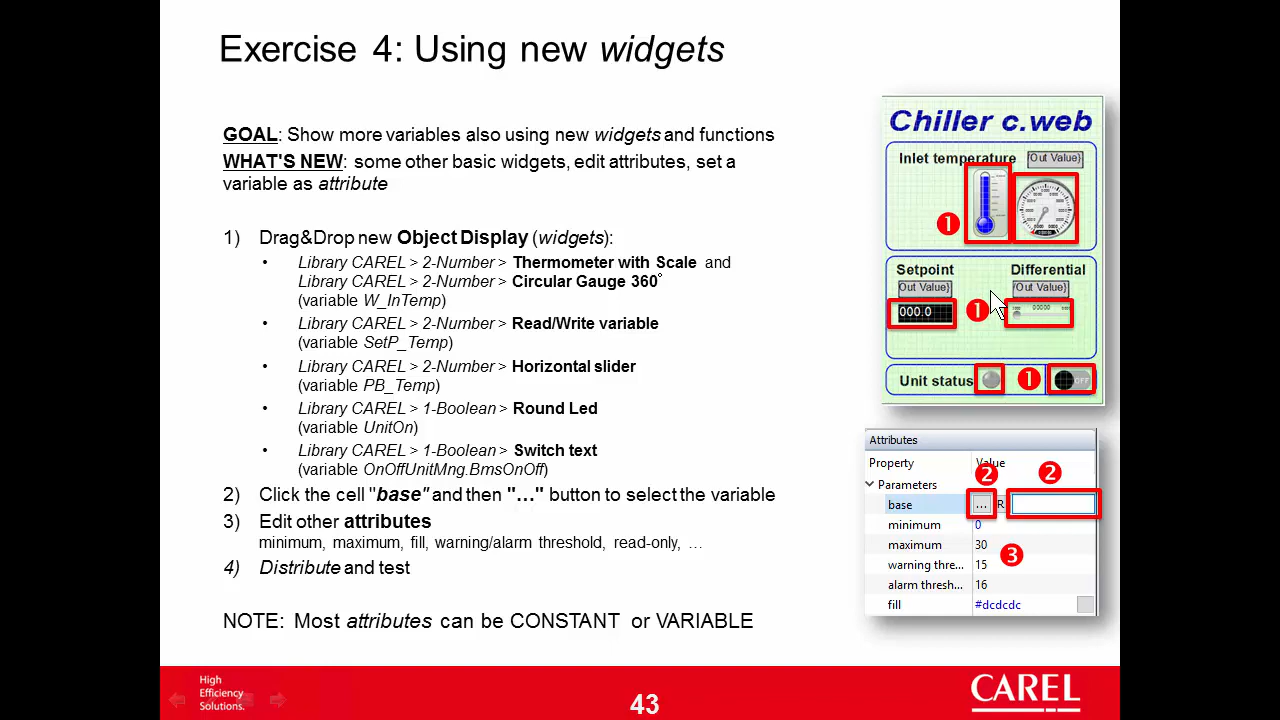 Exercise 4: Using new widgets
GOAL: Show more variables also using new widgets and functions
WHAT'S NEW: some other basic widgets, edit attributes, set a
variable as attribute
1) Drag&Drop new Object Display (widgets):
• Library CAREL > 2-Number > Thermometer with Scale and
Library CAREL > 2-Number > Circular Gauge 360°
(variable W_InTemp)
• Library CAREL > 2-Number > Read/Write variable
(variable SetP_Temp)
• Library CAREL > 2-Number > Horizontal slider
(variable PB_Temp)
• Library CAREL > 1-Boolean > Round Led
(variable UnitOn)
• Library CAREL > 1-Boolean > Switch text
(variable OnOffUnitMng.BmsOnOff)
2) Click the cell "base" and then "…" button to select the variable
3) Edit other attributes
minimum, maximum, fill, warning/alarm threshold, read-only, …
4) Distribute and test
NOTE: Most attributes can be CONSTANT or VARIABLE
Chiller c.web
Inlet temperature
Out Value}
1
Setpoint
Differential
Out Value}
Out Value}
000.0
1
Unit status
1
OFF
Attributes
Property
Value
2
2
Parameters
base
...
R
minimum
0
maximum
30
3
warning thre...
15
alarm thresh...
16
fill
#dcdcdc
High
Efficiency
Solutions.
43
CAREL